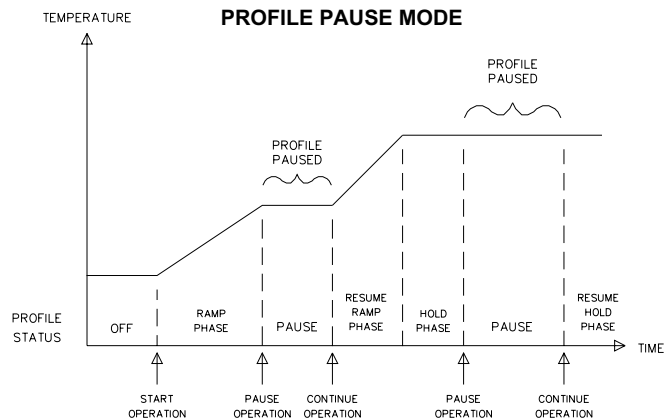 PROFILE PAUSE MODE
TEMPERATURE
PROFILE
PAUSED
PROFILE
PAUSED
PROFILE
STATUS
OFF
RAMP
PHASE
PAUSE
RESUME
RAMP
PHASE
HOLD
PHASE
PAUSE
RESUME
HOLD
PHASE
TIME
START
OPERATION
PAUSE
OPERATION
CONTINUE
OPERATION
PAUSE
OPERATION
CONTINUE
OPERATION